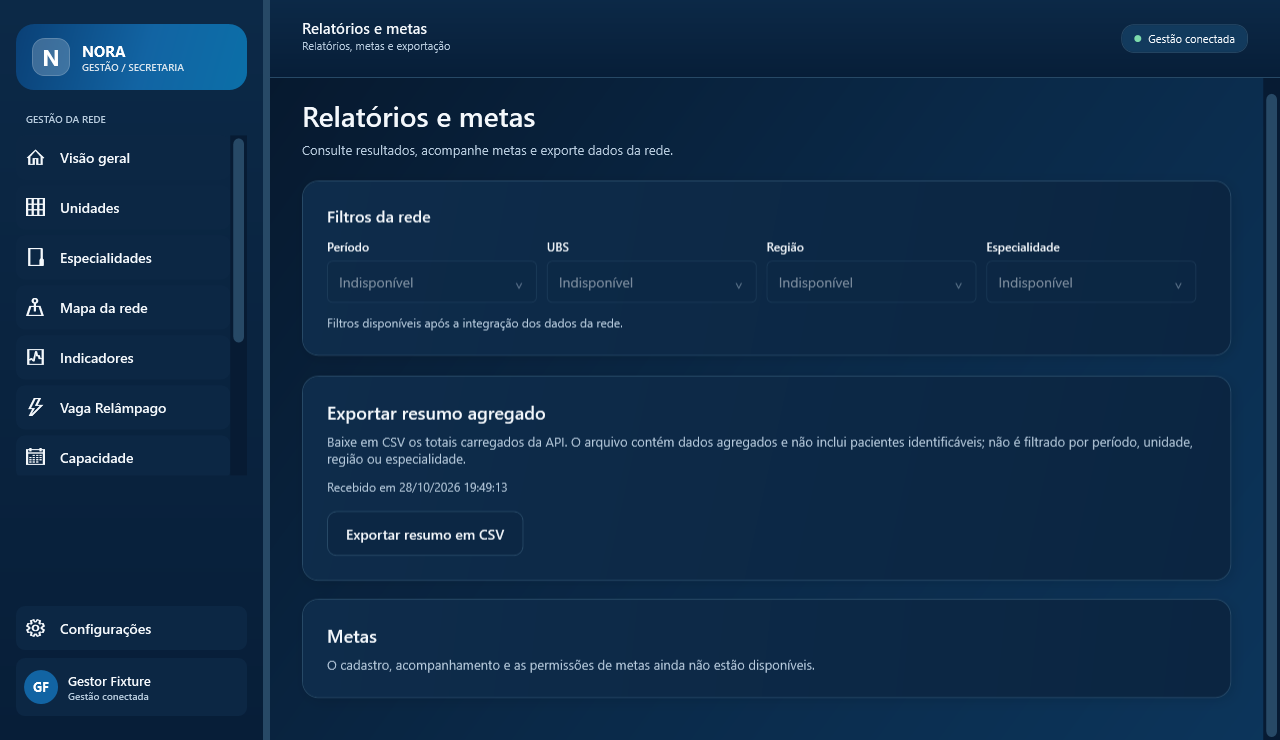 N
NORA
GESTÃO / SECRETARIA
GESTÃO DA REDE
Visão geral
Unidades
Especialidades
Mapa da rede
Indicadores
Vaga Relâmpago
Capacidade
Configurações
GF
Gestor Fixture
Gestão conectada
Relatórios e metas
Relatórios, metas e exportação
Gestão conectada
Relatórios e metas
Consulte resultados, acompanhe metas e exporte dados da rede.
Filtros da rede
Período
UBS
Região
Especialidade
Indisponível
Indisponível
Indisponível
Indisponível
Filtros disponíveis após a integração dos dados da rede.
Exportar resumo agregado
Baixe em CSV os totais carregados da API. O arquivo contém dados agregados e não inclui pacientes identificáveis; não é filtrado por período, unidade,
região ou especialidade.
Recebido em 28/10/2026 19:49:13
Exportar resumo em CSV
Metas
O cadastro, acompanhamento e as permissões de metas ainda não estão disponíveis.